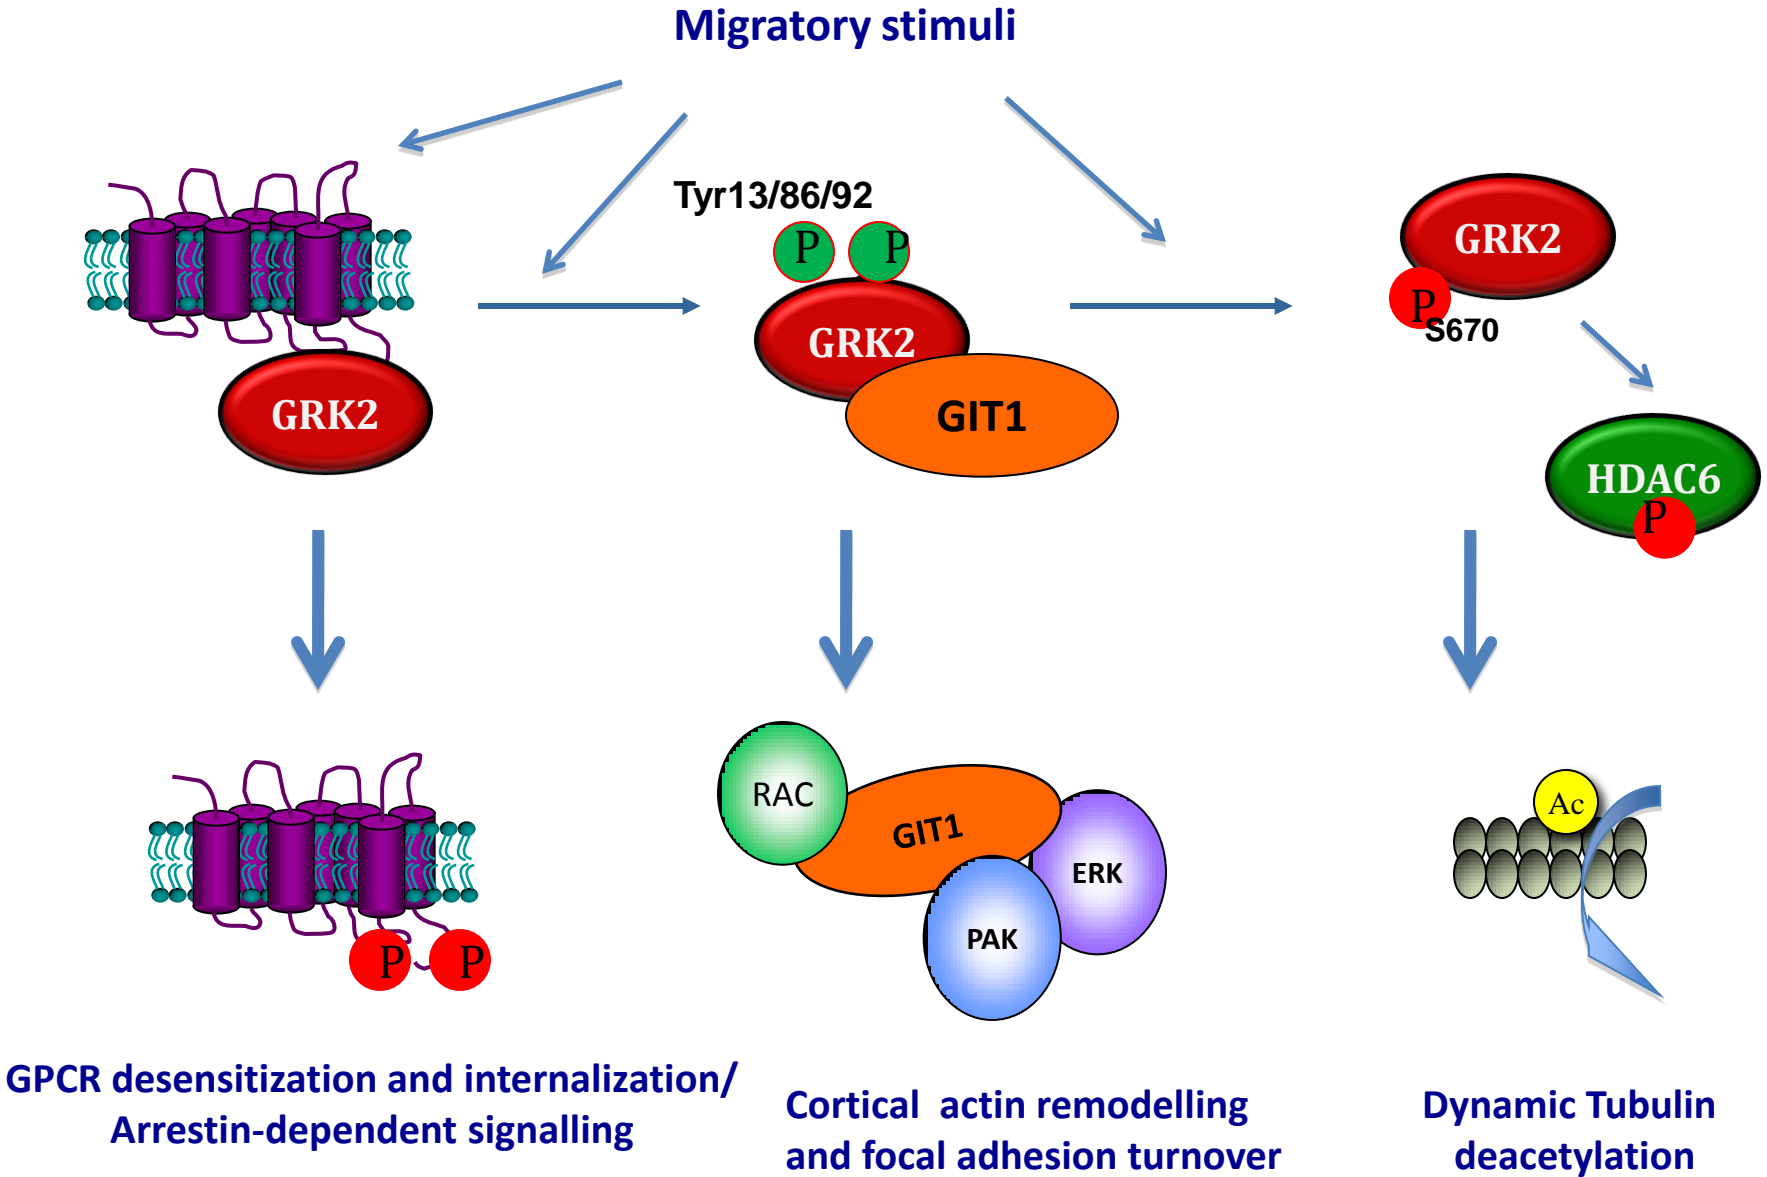 Migratory stimuli
Tyr13/86/92
P P
GRK2
P
S670
GRK2
GIT1
GRK2
HDAC6
P
RAC
GIT1
ERK
PAK
Ac
P P
GPCR desensitization and internalization/
Arrestin-dependent signalling
Cortical actin remodelling
and focal adhesion turnover
Dynamic Tubulin
deacetylation